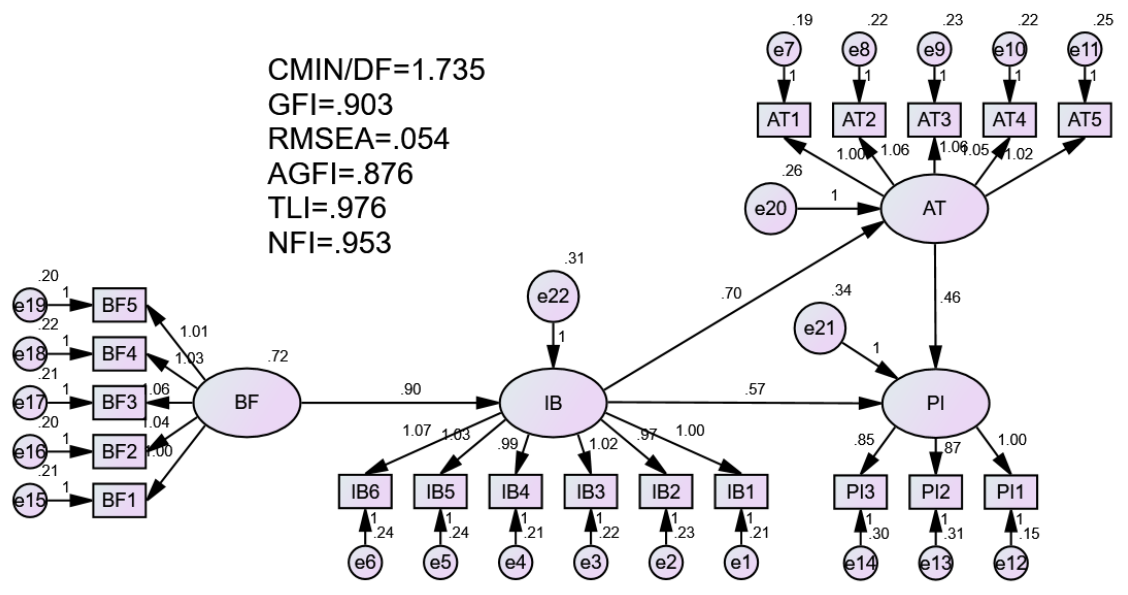 .19 .22 .23 .22 .25
e7 e8 e9 e10 e11
1 1 1 1 1
AT1 AT2 AT3 AT4 AT5
1.00 1.06 1.06 1.05 1.02
CMIN/DF=1.735
GFI=.903
RMSEA=.054
AGFI=.876
TLI=.976
NFI=.953
.26
e20 1 AT
.31
e22
1
.70
.46
.34
e21
1
.20
e19 1 BF5
1.01
.22
e18 1 BF4
1.03
.21
e17 1 BF3
1.06
.20
e16 1 BF2
1.04
.21
e15 1 BF1
1.00
.72
BF .90 IB .57 PI
1.07 1.03 .99 1.02 .97 1.00
.85 .87 1.00
IB6 IB5 IB4 IB3 IB2 IB1
PI3 PI2 PI1
1 1 1 1 1 1
1 1 1
.24 .24 .21 .22 .23 .21
.30 .31 .15
e6 e5 e4 e3 e2 e1
e14 e13 e12